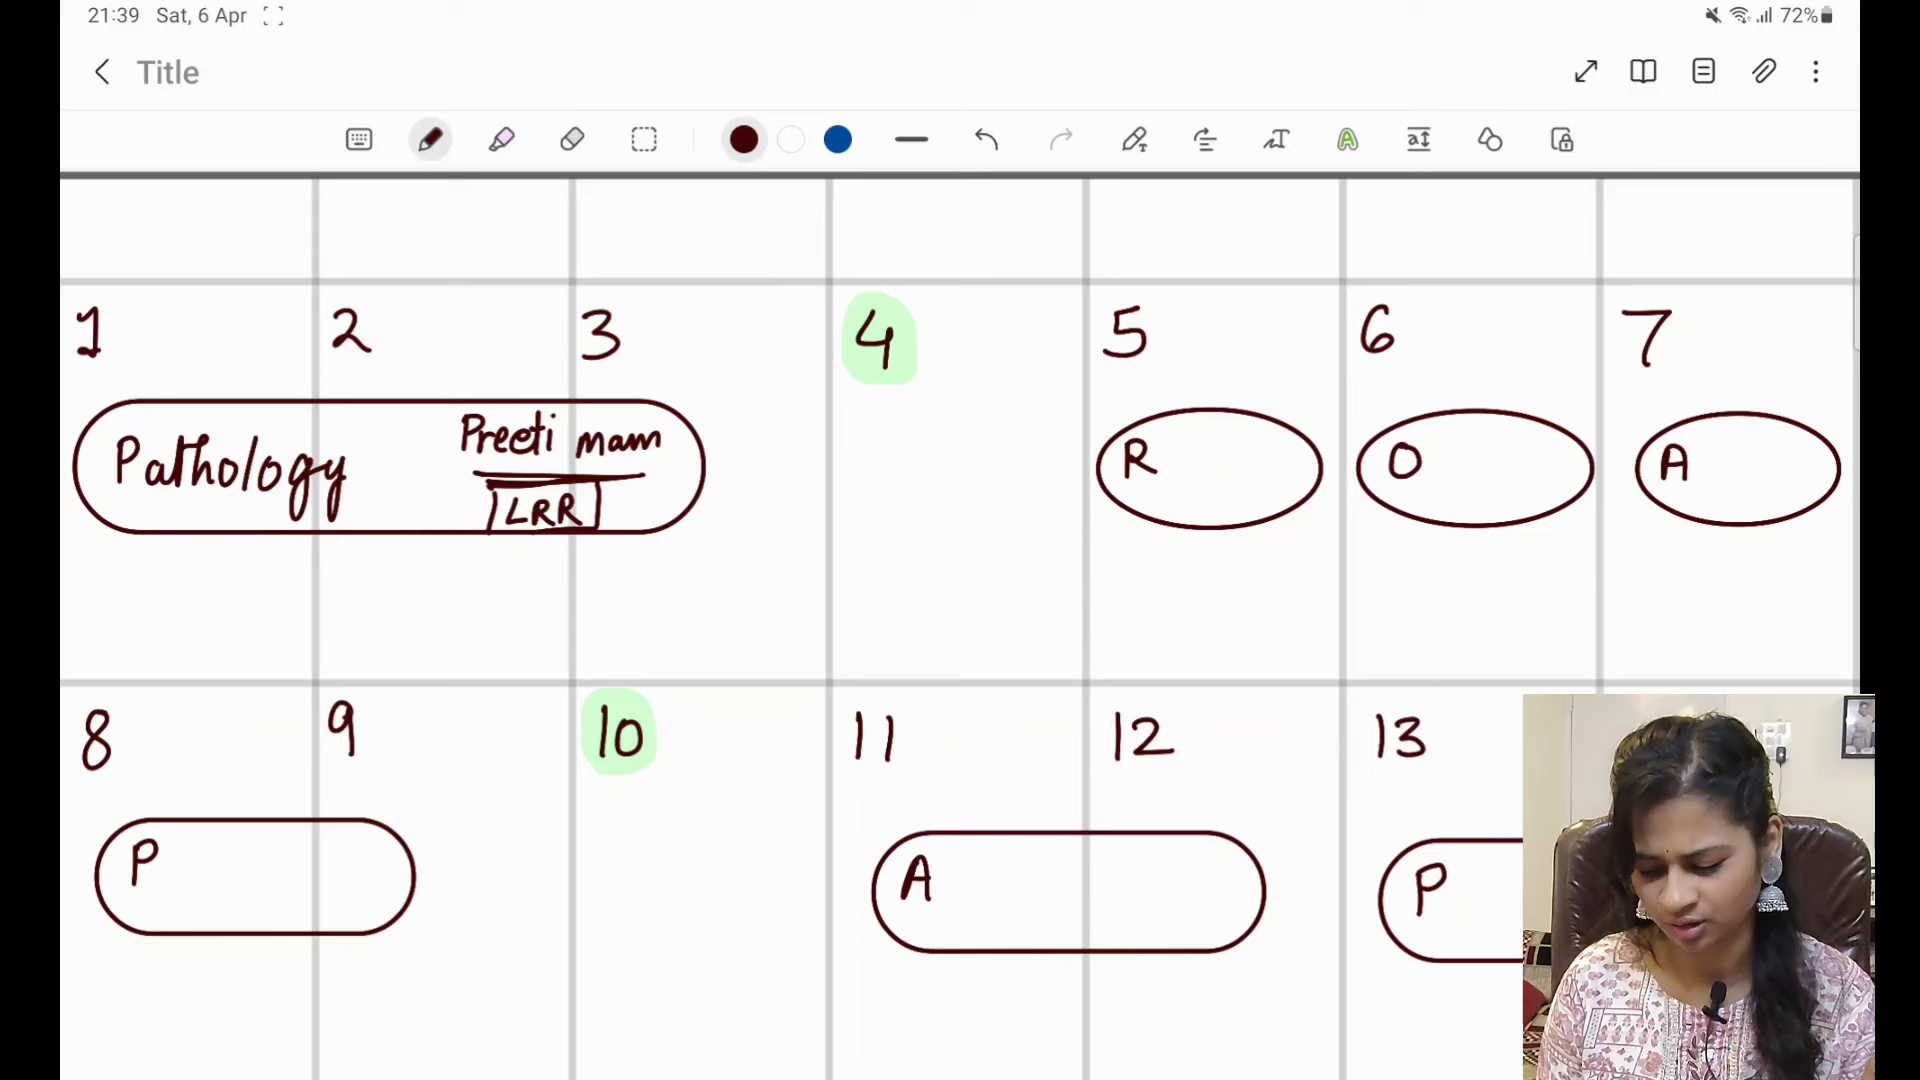 21:39 Sat, 6 Apr 72%
Title
1 2 3 4 5 6 7
Pathology Preeti mam R O A
LRR
8 9 10 11 12 13
P A P